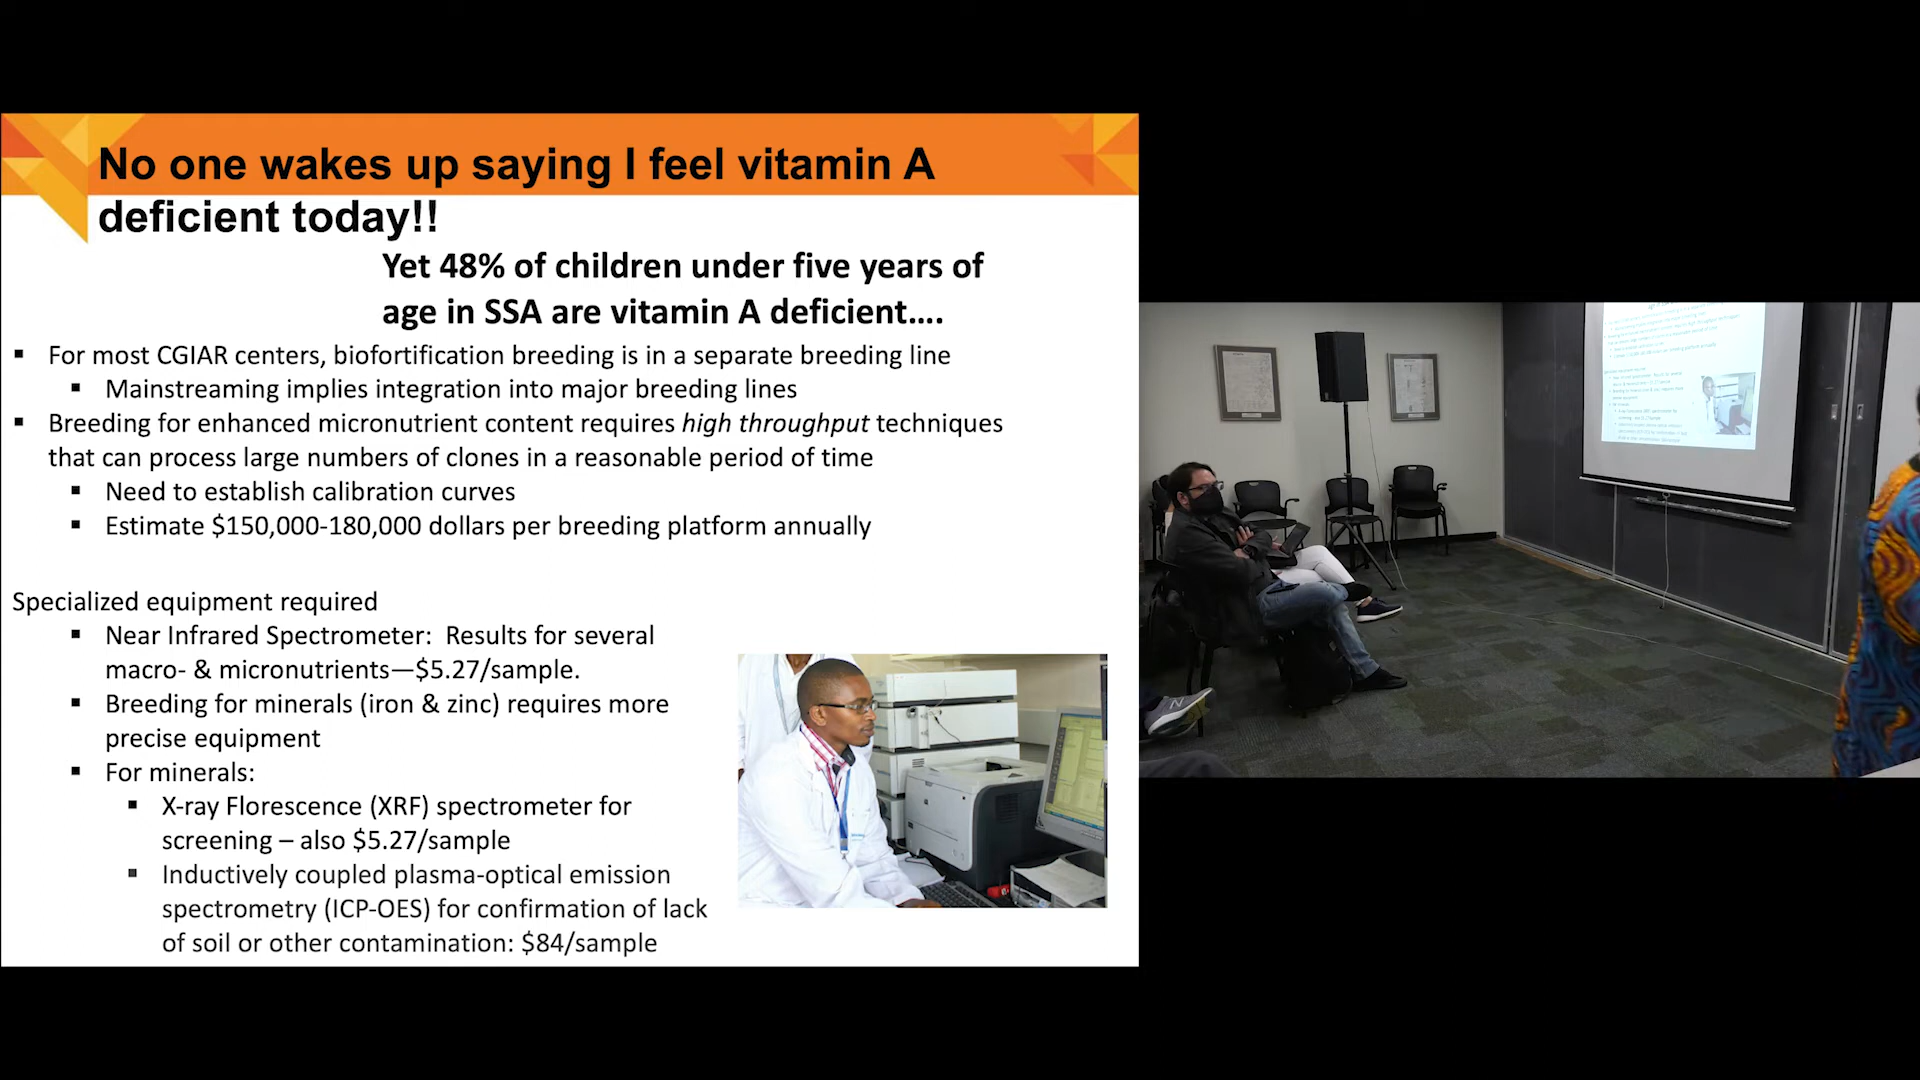 No one wakes up saying I feel vitamin A
deficient today!!
Yet 48% of children under five years of
age in SSA are vitamin A deficient....
▪ For most CGIAR centers, biofortification breeding is in a separate breeding line
▪ Mainstreaming implies integration into major breeding lines
▪ Breeding for enhanced micronutrient content requires high throughput techniques
that can process large numbers of clones in a reasonable period of time
▪ Need to establish calibration curves
▪ Estimate $150,000-180,000 dollars per breeding platform annually
Specialized equipment required
▪ Near Infrared Spectrometer: Results for several
macro- & micronutrients—$5.27/sample.
▪ Breeding for minerals (iron & zinc) requires more
precise equipment
▪ For minerals:
▪ X-ray Florescence (XRF) spectrometer for
screening – also $5.27/sample
▪ Inductively coupled plasma-optical emission
spectrometry (ICP-OES) for confirmation of lack
of soil or other contamination: $84/sample